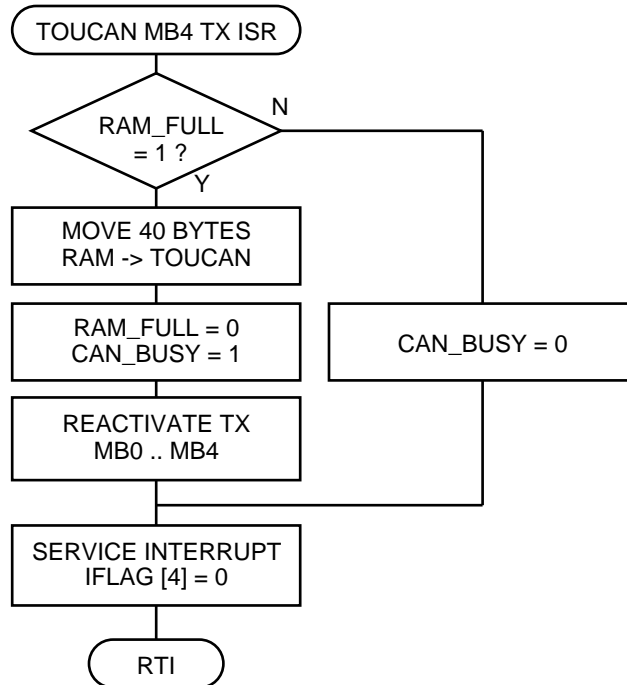 TOUCAN MB4 TX ISR
RAM_FULL
= 1 ?
N
Y
MOVE 40 BYTES
RAM -> TOUCAN
RAM_FULL = 0
CAN_BUSY = 1
CAN_BUSY = 0
REACTIVATE TX
MB0 .. MB4
SERVICE INTERRUPT
IFLAG [4] = 0
RTI